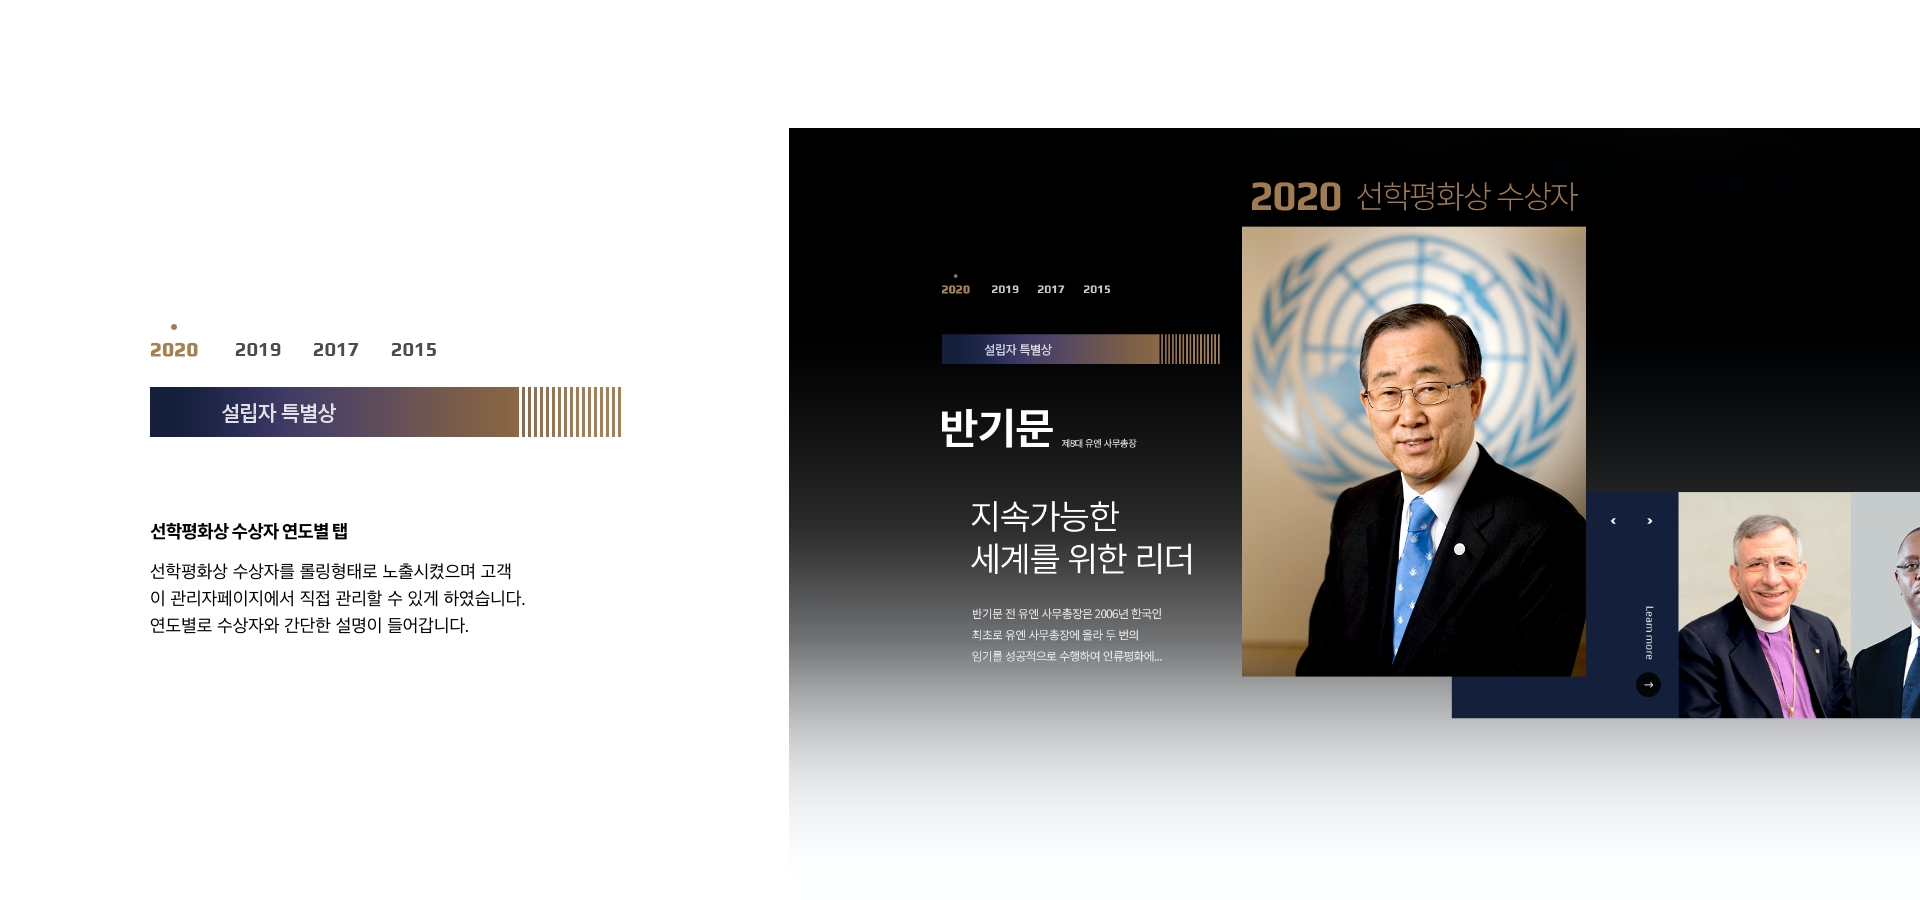 2020 2019 2017 2015
설립자 특별상
선학평화상 수상자 연도별 탭
선학평화상 수상자를 롤링형태로 노출시켰으며 고객
이 관리자페이지에서 직접 관리할 수 있게 하였습니다.
연도별로 수상자와 간단한 설명이 들어갑니다.
2020 선학평화상 수상자
2020 2019 2017 2015
설립자 특별상
반기문 제8대 유엔 사무총장
지속가능한
세계를 위한 리더
반기문 전 유엔 사무총장은 2006년 한국인
최초로 유엔 사무총장에 올라 두 번의
임기를 성공적으로 수행하여 인류평화에...
Learn more